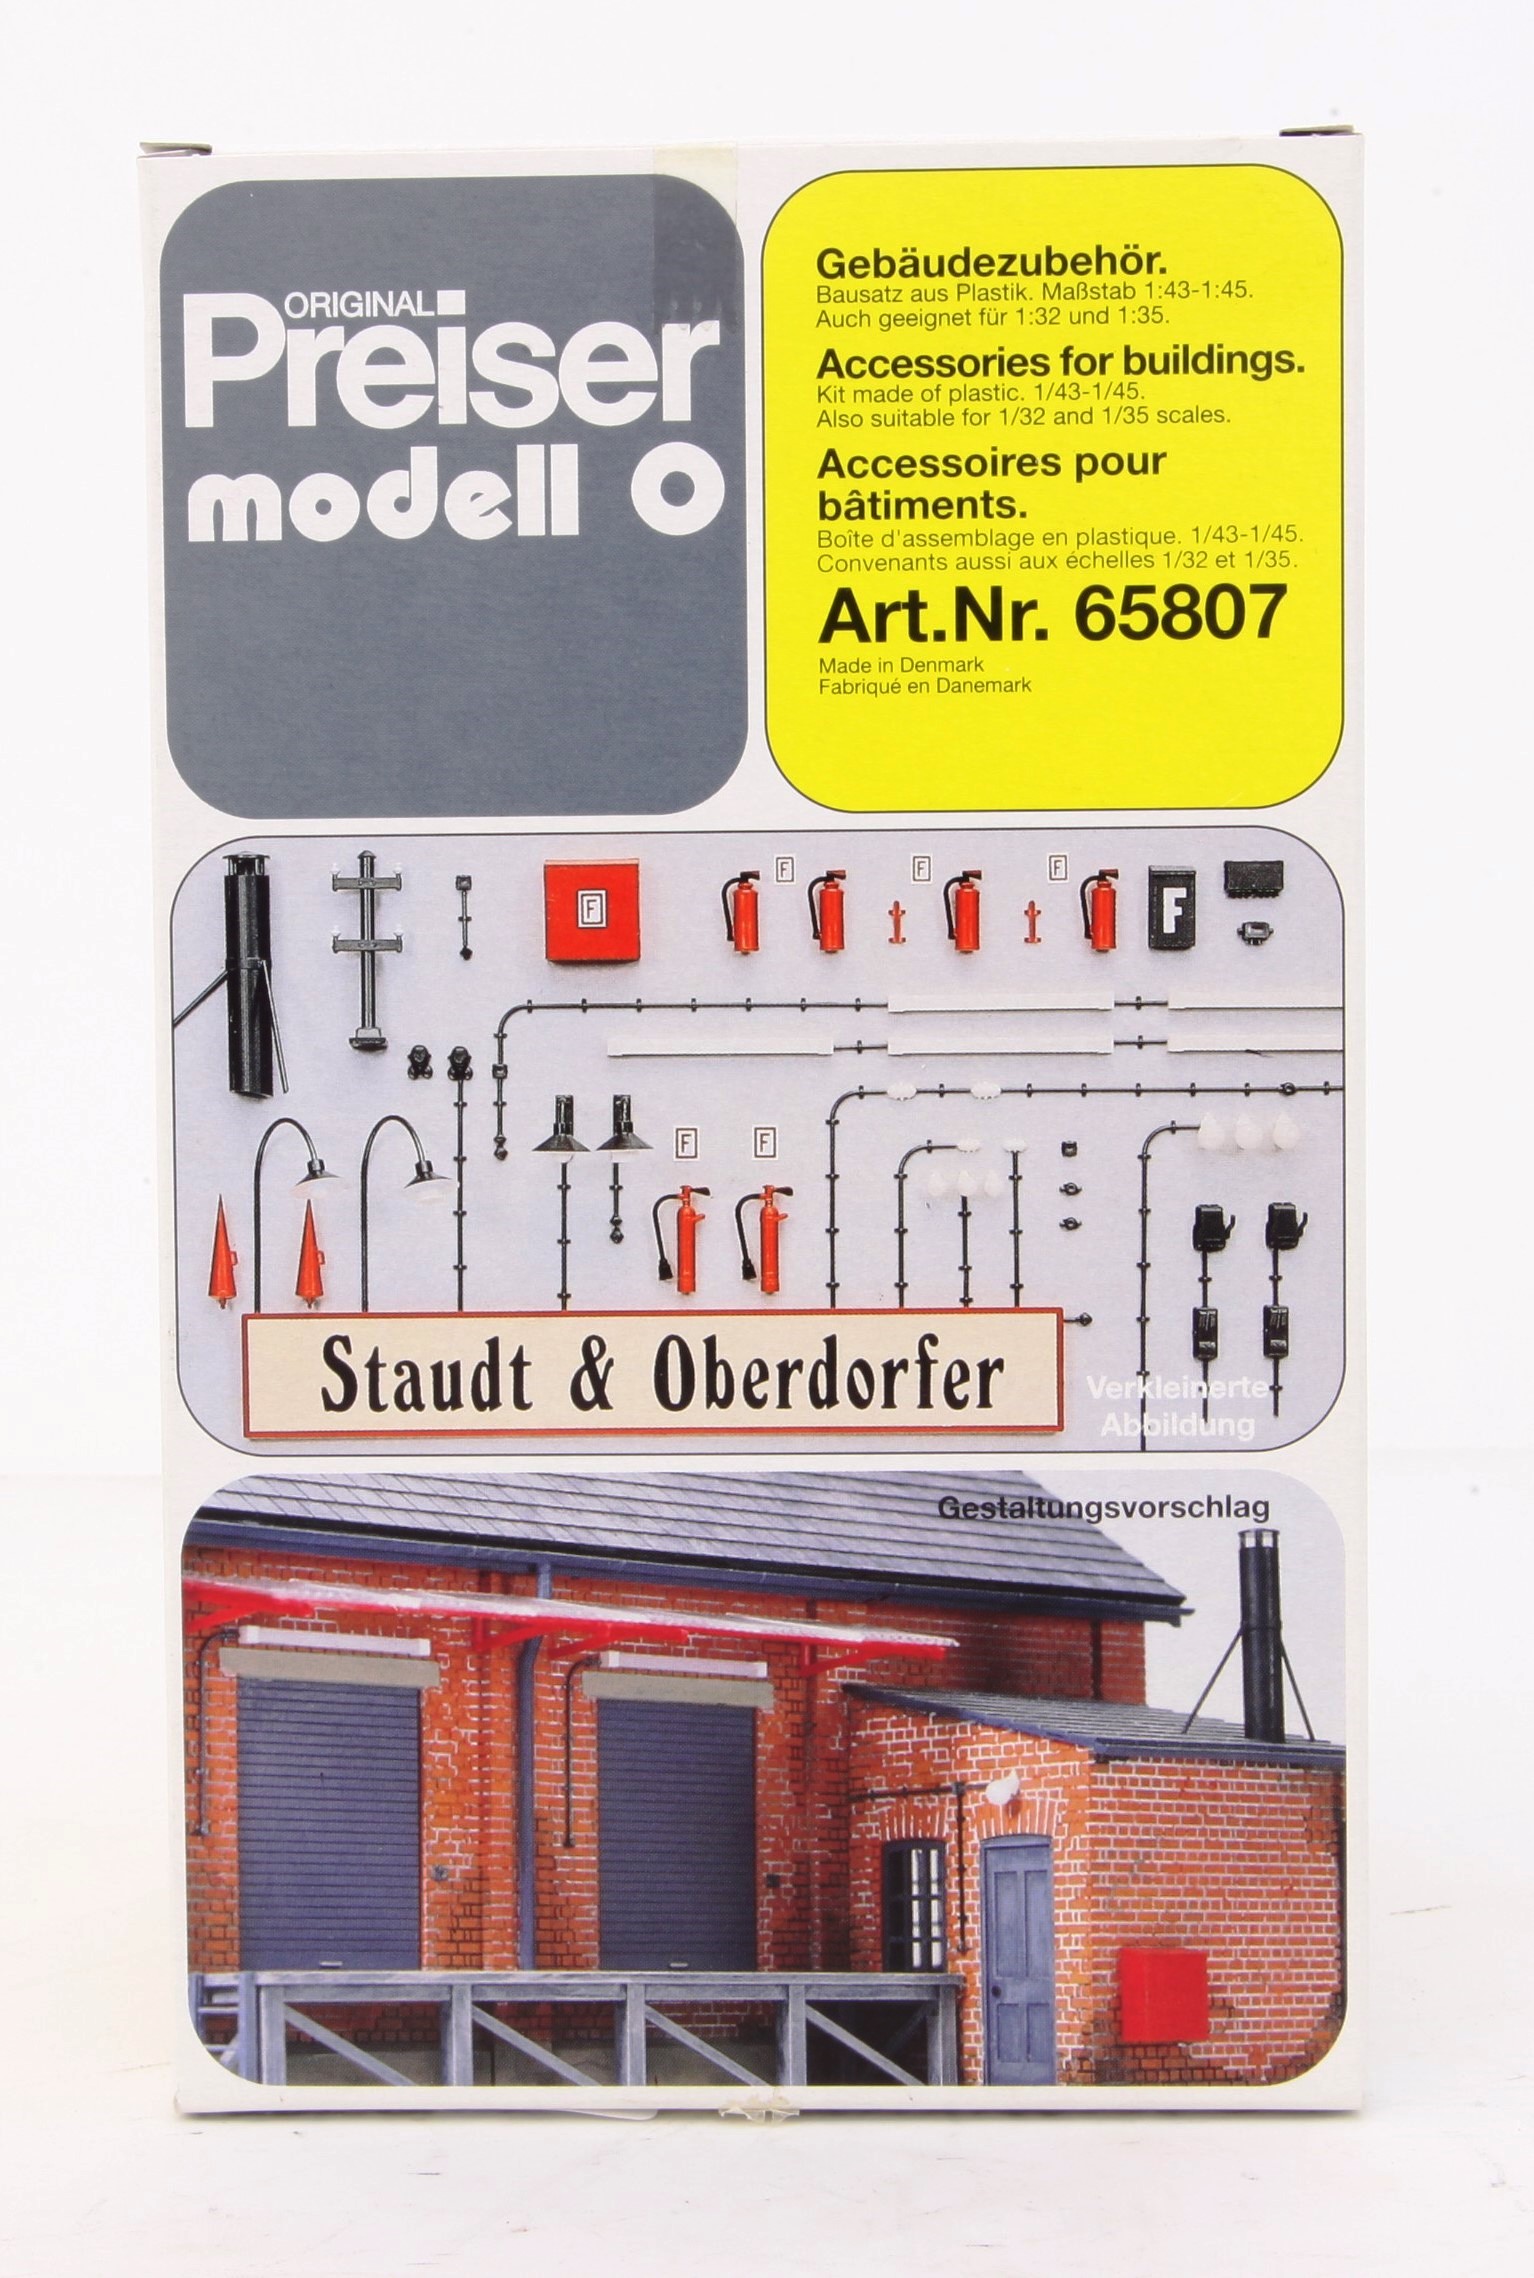 ORIGINAL
Preiser
modell O
Gebäudezubehör.
Bausatz aus Plastik. Maßstab 1:43-1:45.
Auch geeignet für 1:32 und 1:35.
Accessories for buildings.
Kit made of plastic. 1/43-1/45.
Also suitable for 1/32 and 1/35 scales.
Accessoires pour
bâtiments.
Boîte d'assemblage en plastique. 1/43-1/45.
Convenants aussi aux échelles 1/32 et 1/35.
Art.Nr. 65807
Made in Denmark
Fabriqué en Danemark
F
F
F
F
F
F
F
Staudt & Oberdorfer
Verkleinerte
Abbildung
Gestaltungsvorschlag